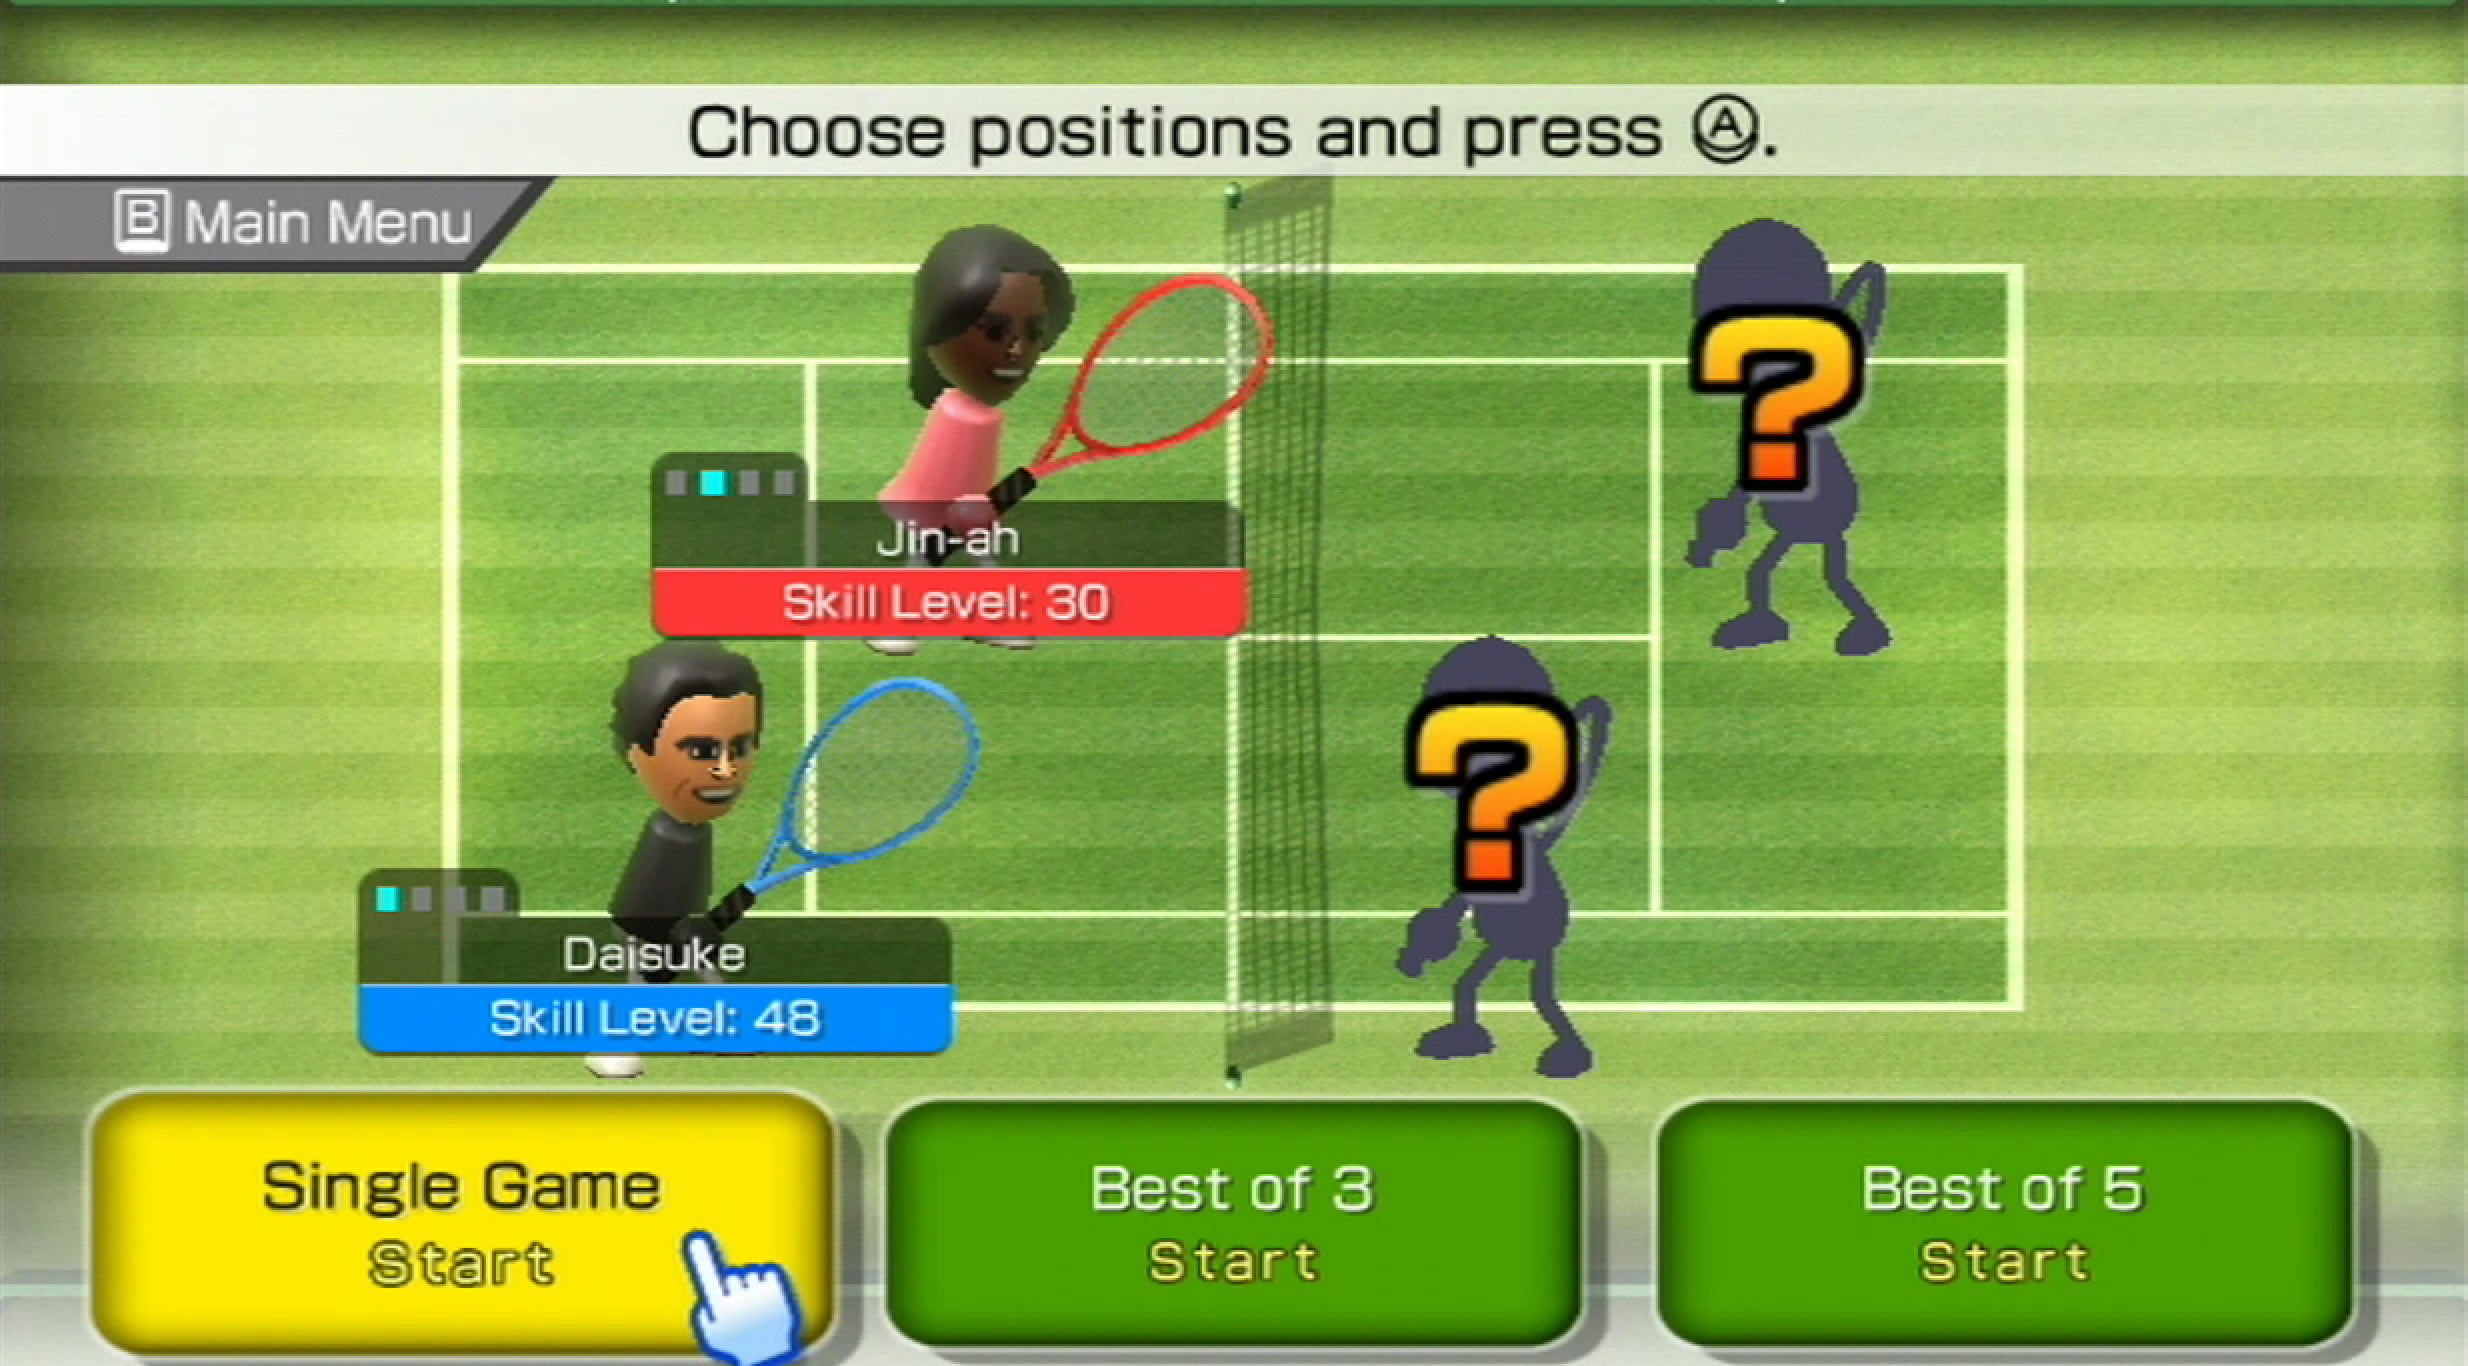 Choose positions and press Ⓐ.
B Main Menu
?
Jin-ah
Skill Level: 30
?
Daisuke
Skill Level: 48
Single Game
Start
Best of 3
Start
Best of 5
Start